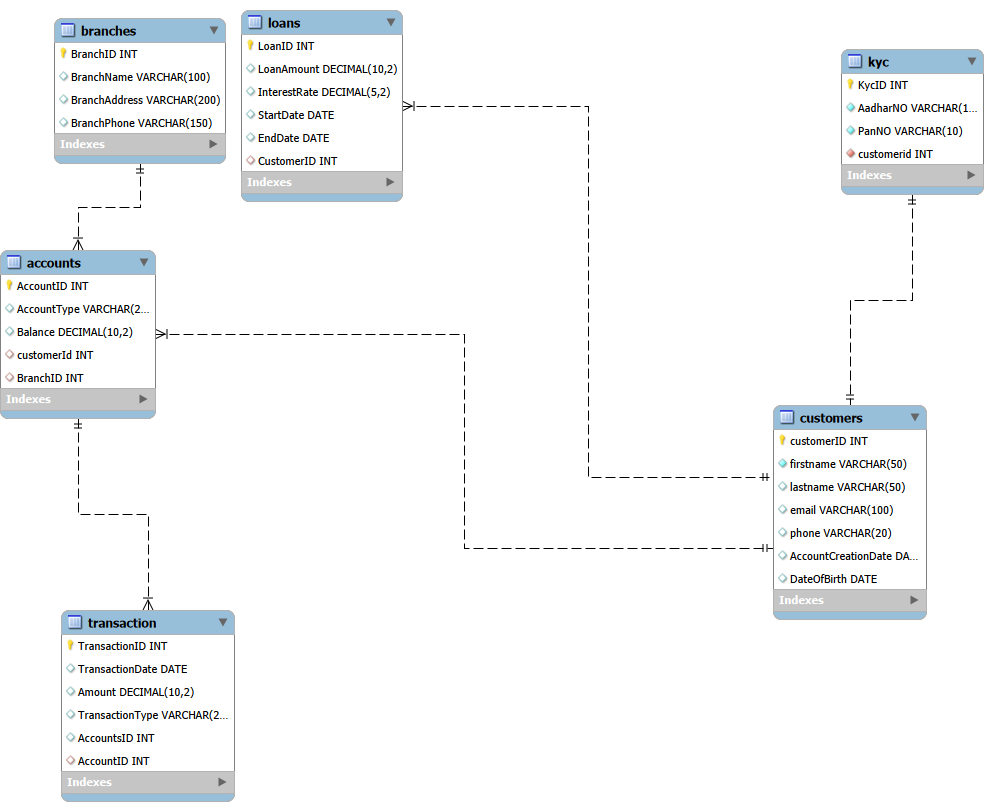 branches
BranchID INT
BranchName VARCHAR(100)
BranchAddress VARCHAR(200)
BranchPhone VARCHAR(150)
Indexes
loans
LoanID INT
LoanAmount DECIMAL(10,2)
InterestRate DECIMAL(5,2)
StartDate DATE
EndDate DATE
CustomerID INT
Indexes
kyc
KycID INT
AadharNO VARCHAR(1...
PanNO VARCHAR(10)
customerid INT
Indexes
accounts
AccountID INT
AccountType VARCHAR(2...
Balance DECIMAL(10,2)
customerId INT
BranchID INT
Indexes
customers
customerID INT
firstname VARCHAR(50)
lastname VARCHAR(50)
email VARCHAR(100)
phone VARCHAR(20)
AccountCreationDate DA...
DateOfBirth DATE
Indexes
transaction
TransactionID INT
TransactionDate DATE
Amount DECIMAL(10,2)
TransactionType VARCHAR(2...
AccountsID INT
AccountID INT
Indexes